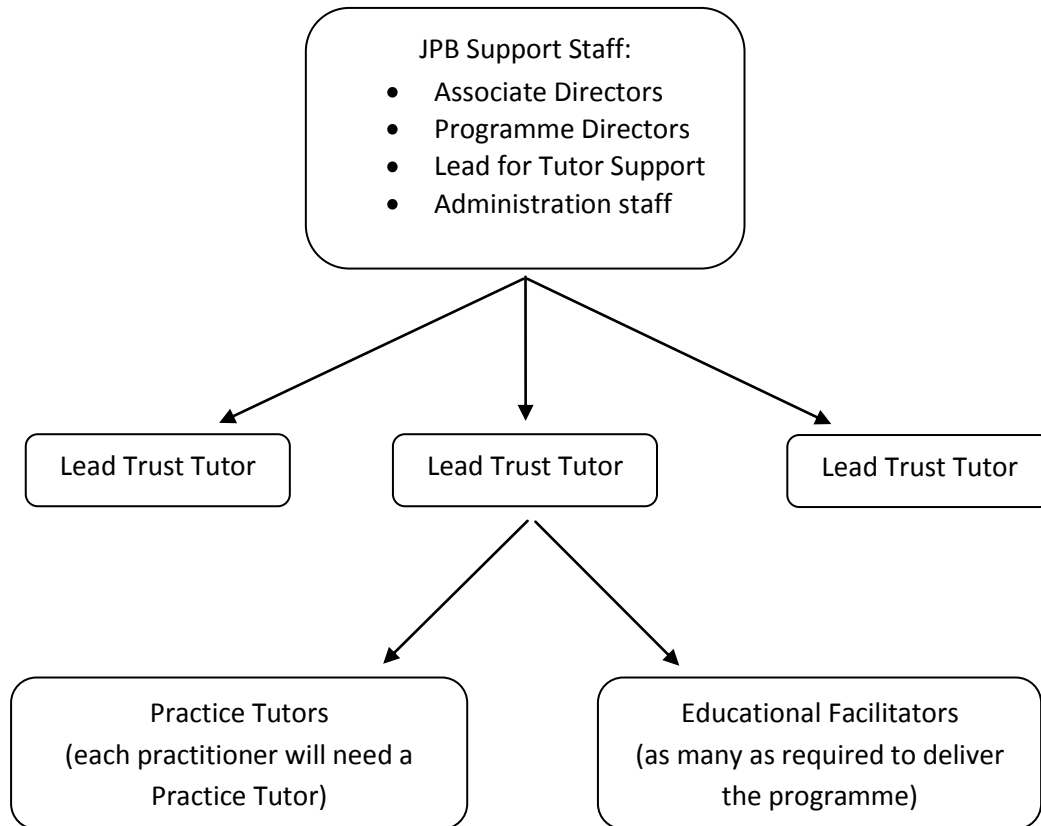 JPB Support Staff:
• Associate Directors
• Programme Directors
• Lead for Tutor Support
• Administration staff
Lead Trust Tutor
Lead Trust Tutor
Lead Trust Tutor
Practice Tutors
(each practitioner will need a
Practice Tutor)
Educational Facilitators
(as many as required to deliver
the programme)